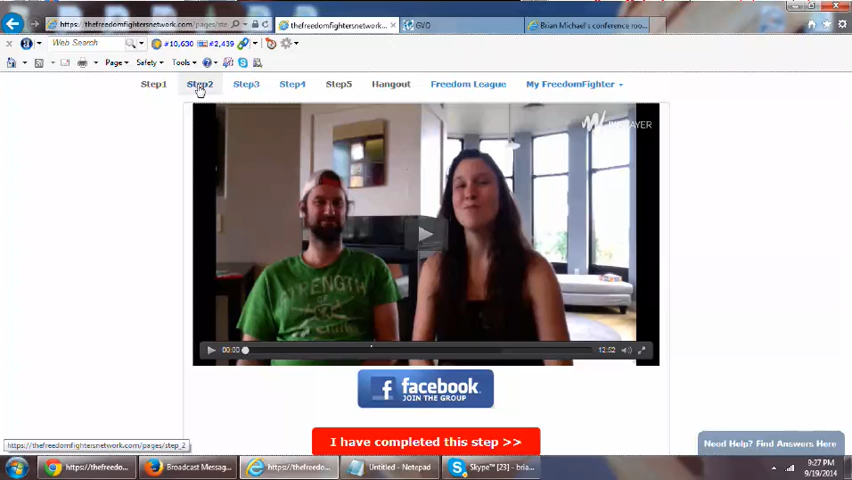 https://thefreedomfightersnetwork.com/pages/ste
thefreedomfightersnetwork....
GVO
Brian Michael's conference roo...
Web Search
#10,630
#2,439
Page
Safety
Tools
Step1
Step2
Step3
Step4
Step5
Hangout
Freedom League
My FreedomFighter
STRENGTH
OF
00:00
12:52
facebook
JOIN THE GROUP
I have completed this step >>
https://thefreedomfightersnetwork.com/pages/step_2
Need Help? Find Answers Here
https://thefreedo...
Broadcast Messag...
https://thefreedo...
Untitled - Notepad
Skype™ [23] - bria...
9:27 PM
9/19/2014